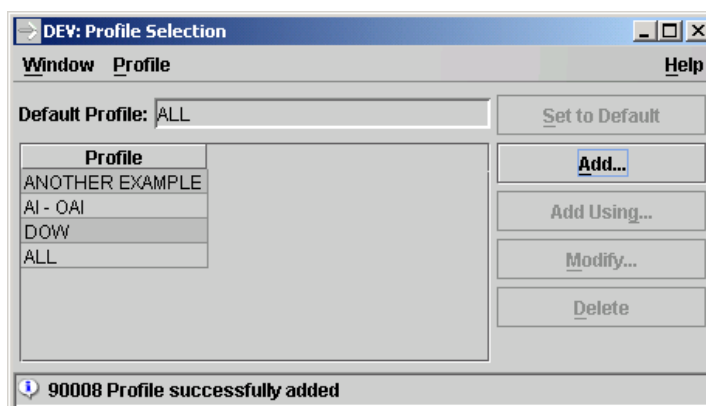 DEV: Profile Selection
Window Profile Help
Default Profile: ALL
Set to Default
Profile
Add...
ANOTHER EXAMPLE
AI - OAI
Add Using...
DOW
ALL
Modify...
Delete
90008 Profile successfully added